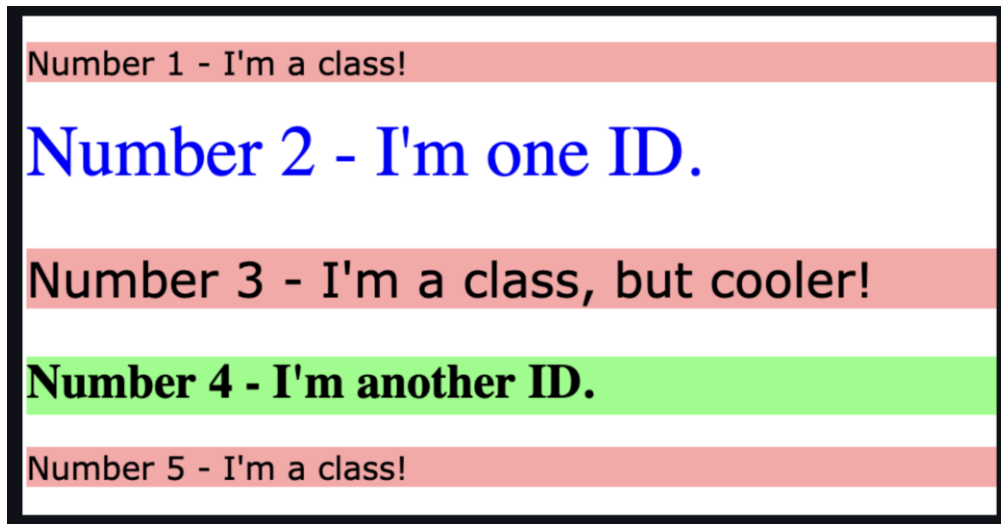 Number 1 - I'm a class!
Number 2 - I'm one ID.
Number 3 - I'm a class, but cooler!
Number 4 - I'm another ID.
Number 5 - I'm a class!